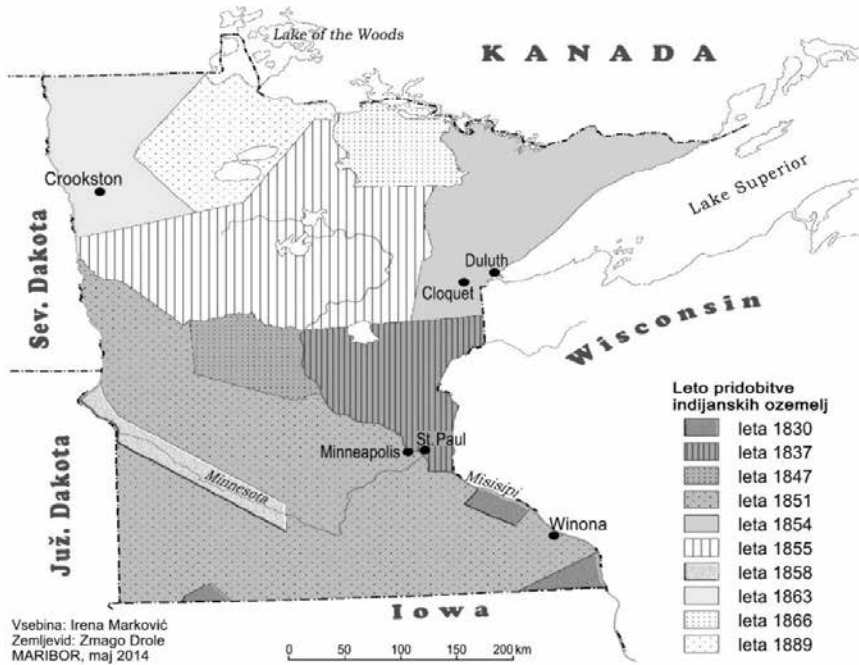 Lake of the Woods
KANADA
Crookston
Lake Superior
Sev. Dakota
Duluth
Cloquet
Wisconsin
Leto pridobitve
indijanskih ozemelj
leta 1830
leta 1837
leta 1847
leta 1851
leta 1854
leta 1855
leta 1858
leta 1863
leta 1866
leta 1889
Minneapolis
St. Paul
Minnesota
Misisipi
Juž. Dakota
Winona
Iowa
Vsebina: Irena Marković
Zemljevid: Zmago Drole
MARIBOR, maj 2014
0 50 100 150 200 km